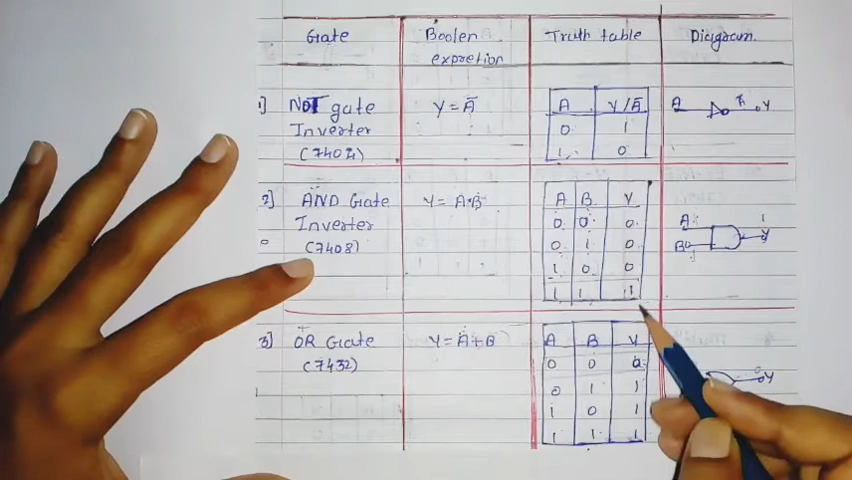 Gate Boolen Truth table Diagram.
expretion
1] NOT gate Y = A̅
Inverter
(7404)
A Y/A̅
0 1
1 0
A Y
2] AND Gate Y = A·B
Inverter
(7408)
A B Y
0 0 0
0 1 0
1 0 0
1 1 1
A 1
B Y
3] OR Gate Y = A+B
(7432)
A B Y
0 0 0
0 1 1
1 0 1
1 1 1
0
Y